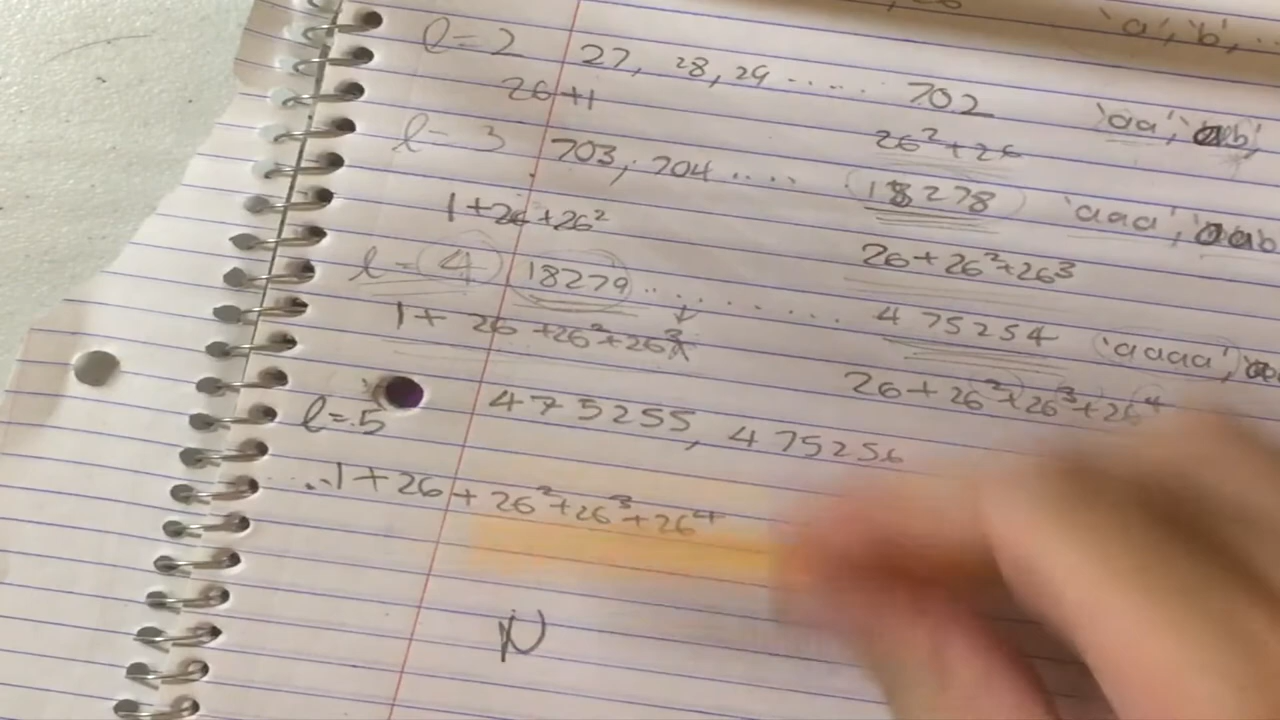 'a', 'b', ..
l=2 27, 28, 29 ..... 702 'aa', 'ab',
26+1 26²+26
l=3 703, 704 .... 18278 'aaa', 'aab
1+26+26² 26+26²+26³
l=4 18279 ......... 475254 'aaaa',
1+26+26²+26³ 26+26²+26³+26⁴
l=5 475255, 475256
...1+26+26²+26³+26⁴
N